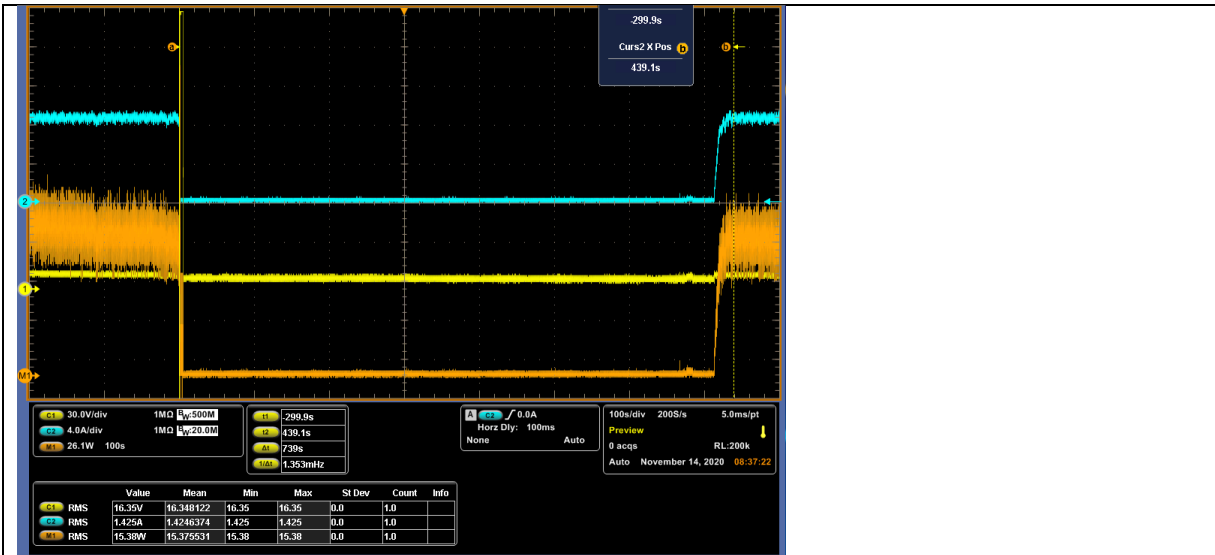 -299.9s
a
Curs2 X Pos b
b
439.1s
2
1
M1
C1 30.0V/div 1MΩ BW:500M
C2 4.0A/div 1MΩ BW:20.0M
M1 26.1W 100s
t1 -299.9s
t2 439.1s
Δt 739s
1/Δt 1.353mHz
A C2 0.0A
Horz Dly: 100ms
None Auto
100s/div 200S/s 5.0ms/pt
Preview
0 acqs RL:200k
Auto November 14, 2020 08:37:22
Value Mean Min Max St Dev Count Info
C1 RMS 16.35V 16.348122 16.35 16.35 0.0 1.0
C2 RMS 1.425A 1.4246374 1.425 1.425 0.0 1.0
M1 RMS 15.38W 15.375531 15.38 15.38 0.0 1.0